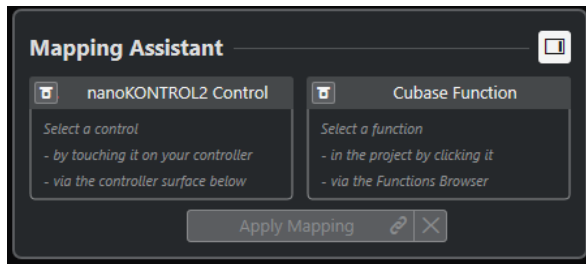 Mapping Assistant
nanoKONTROL2 Control
Select a control
- by touching it on your controller
- via the controller surface below
Cubase Function
Select a function
- in the project by clicking it
- via the Functions Browser
Apply Mapping